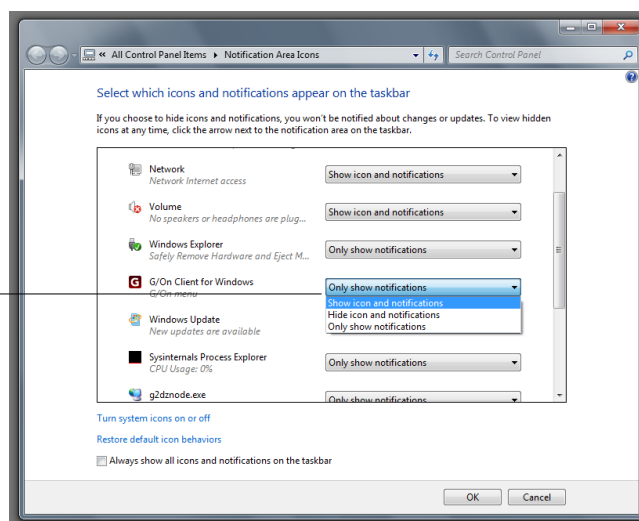 « All Control Panel Items ▸ Notification Area Icons
Search Control Panel
Select which icons and notifications appear on the taskbar
If you choose to hide icons and notifications, you won't be notified about changes or updates. To view hidden
icons at any time, click the arrow next to the notification area on the taskbar.
Network
Network Internet access
Show icon and notifications
Volume
No speakers or headphones are plug...
Show icon and notifications
Windows Explorer
Safely Remove Hardware and Eject M...
Only show notifications
G/On Client for Windows
G/On menu
Only show notifications
Show icon and notifications
Hide icon and notifications
Only show notifications
Windows Update
New updates are available
Sysinternals Process Explorer
CPU Usage: 0%
Only show notifications
g2dznode.exe
Only show notifications
Turn system icons on or off
Restore default icon behaviors
Always show all icons and notifications on the taskbar
OK
Cancel